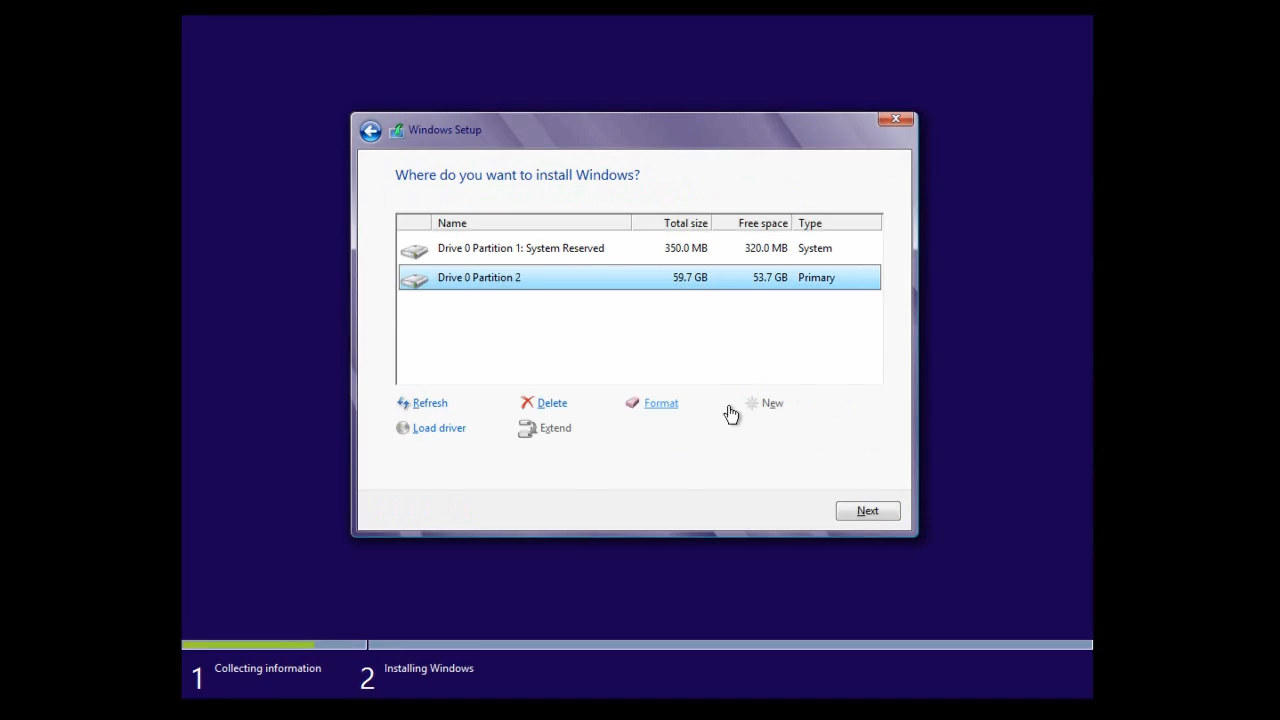 Windows Setup
Where do you want to install Windows?
Name Total size Free space Type
Drive 0 Partition 1: System Reserved 350.0 MB 320.0 MB System
Drive 0 Partition 2 59.7 GB 53.7 GB Primary
Refresh Delete Format New
Load driver Extend
Next
1 Collecting information 2 Installing Windows